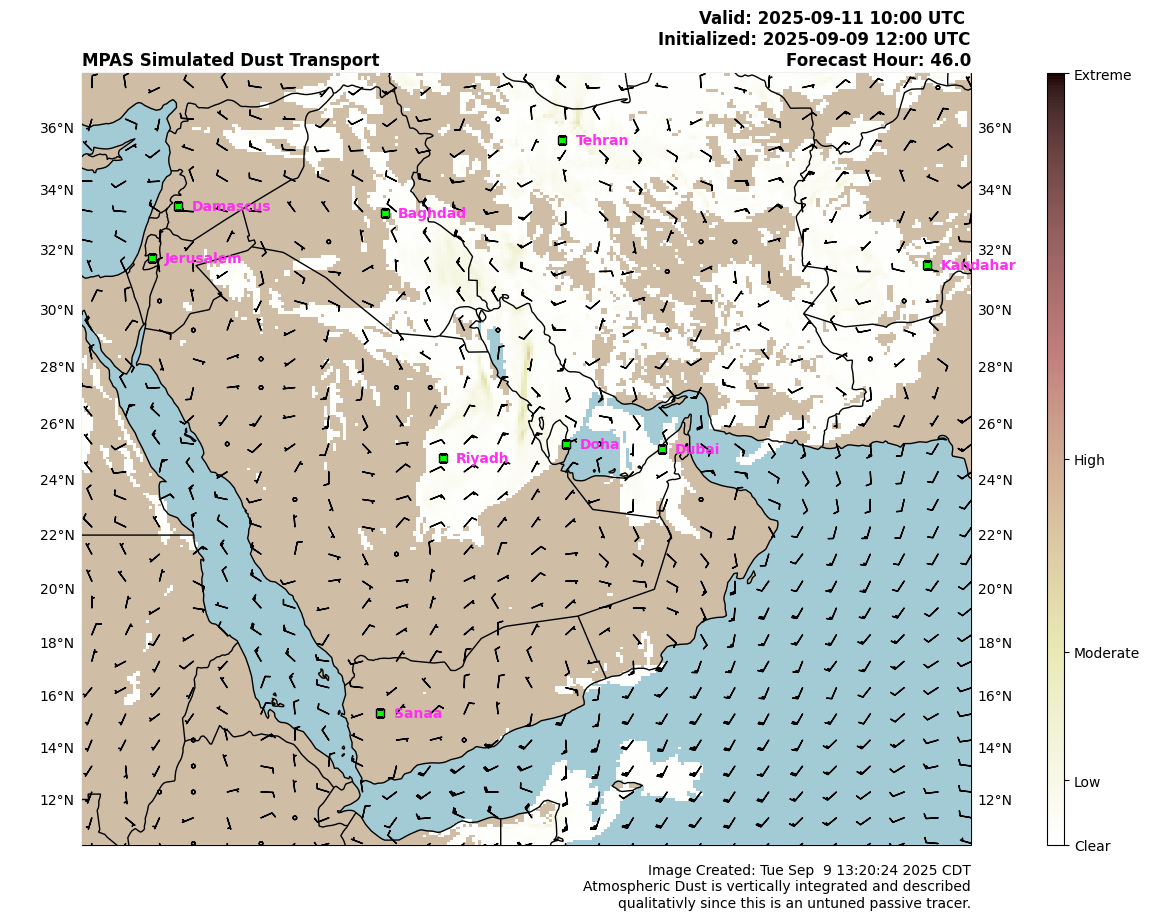 Valid: 2025-09-11 10:00 UTC
Initialized: 2025-09-09 12:00 UTC
MPAS Simulated Dust Transport
Forecast Hour: 46.0
Extreme
36°N
36°N
Tehran
34°N
34°N
Damascus
Baghdad
32°N
32°N
Jerusalem
Kandahar
30°N
30°N
28°N
28°N
26°N
26°N
Doha
Dubai
Riyadh
High
24°N
24°N
22°N
22°N
20°N
20°N
18°N
18°N
Moderate
16°N
16°N
Sanaa
14°N
14°N
Low
12°N
12°N
Clear
Image Created: Tue Sep  9 13:20:24 2025 CDT
Atmospheric Dust is vertically integrated and described
qualitativly since this is an untuned passive tracer.